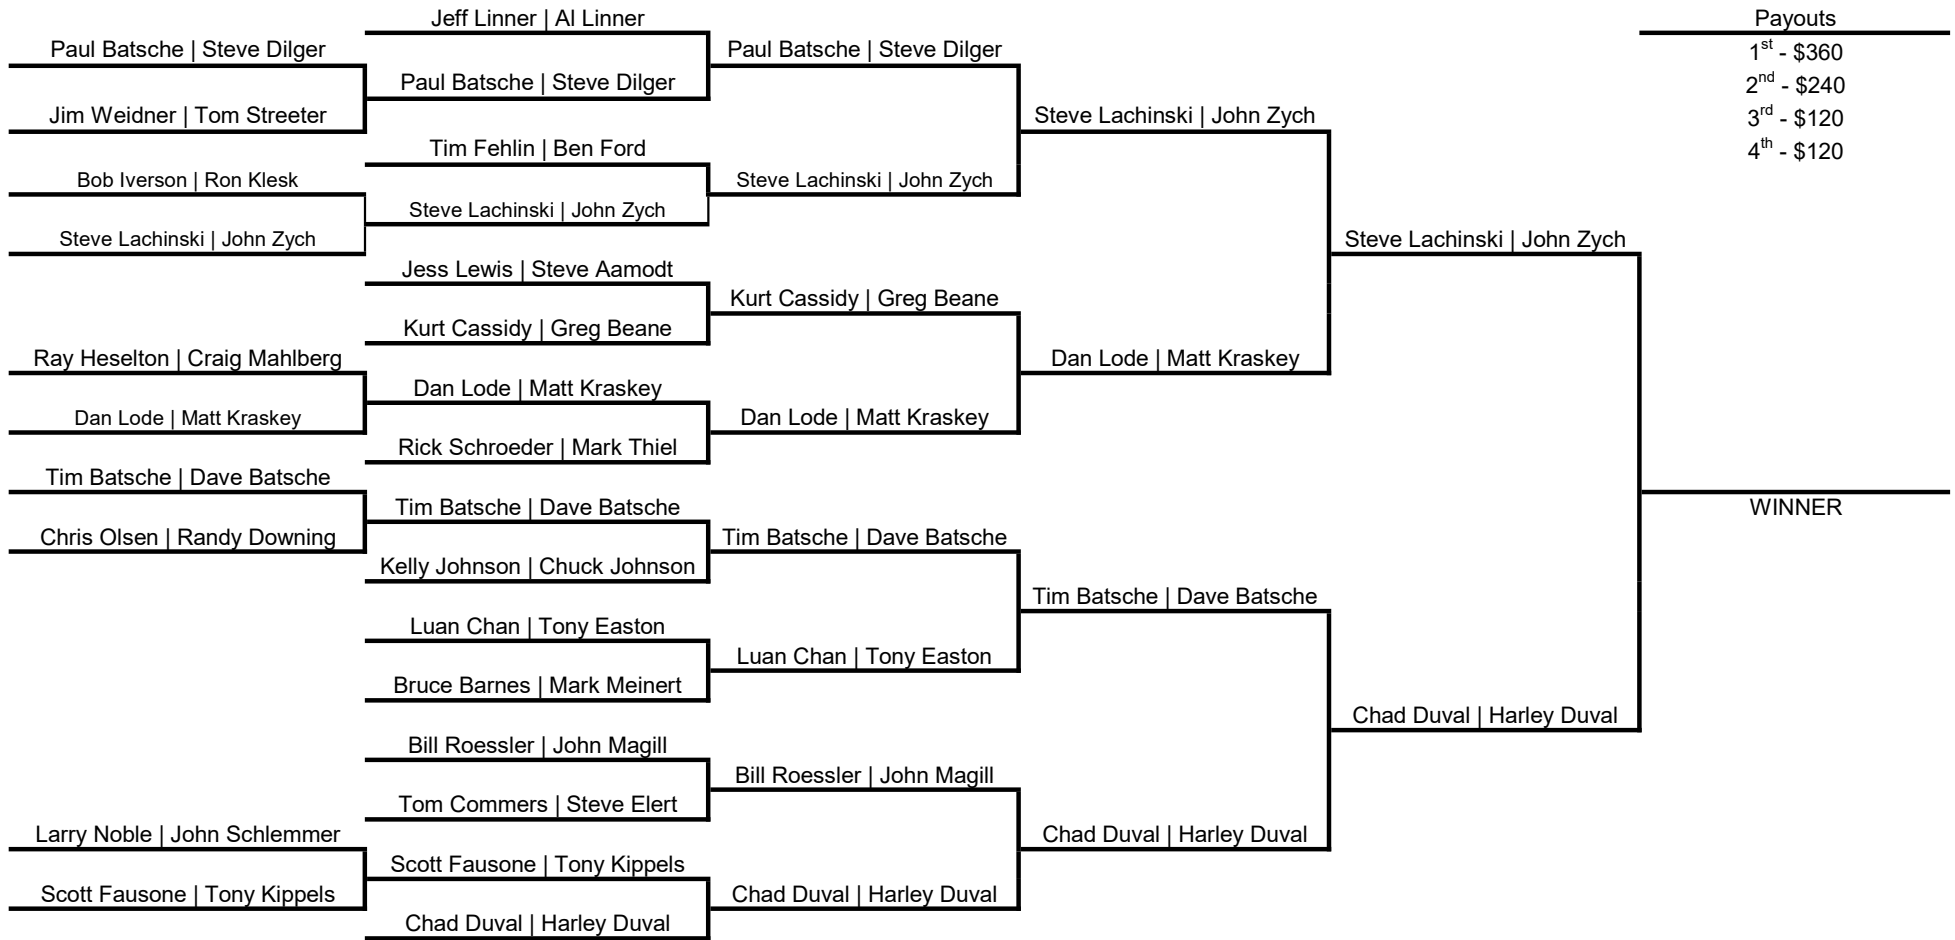 Jeff Linner | Al Linner
Payouts
Paul Batsche | Steve Dilger
Paul Batsche | Steve Dilger
1st - $360
Paul Batsche | Steve Dilger
2nd - $240
Jim Weidner | Tom Streeter
Steve Lachinski | John Zych
3rd - $120
Tim Fehlin | Ben Ford
4th - $120
Bob Iverson | Ron Klesk
Steve Lachinski | John Zych
Steve Lachinski | John Zych
Steve Lachinski | John Zych
Steve Lachinski | John Zych
Jess Lewis | Steve Aamodt
Kurt Cassidy | Greg Beane
Kurt Cassidy | Greg Beane
Ray Heselton | Craig Mahlberg
Dan Lode | Matt Kraskey
Dan Lode | Matt Kraskey
Dan Lode | Matt Kraskey
Dan Lode | Matt Kraskey
Rick Schroeder | Mark Thiel
Tim Batsche | Dave Batsche
Tim Batsche | Dave Batsche
WINNER
Chris Olsen | Randy Downing
Tim Batsche | Dave Batsche
Kelly Johnson | Chuck Johnson
Tim Batsche | Dave Batsche
Luan Chan | Tony Easton
Luan Chan | Tony Easton
Bruce Barnes | Mark Meinert
Chad Duval | Harley Duval
Bill Roessler | John Magill
Bill Roessler | John Magill
Tom Commers | Steve Elert
Larry Noble | John Schlemmer
Chad Duval | Harley Duval
Scott Fausone | Tony Kippels
Scott Fausone | Tony Kippels
Chad Duval | Harley Duval
Chad Duval | Harley Duval